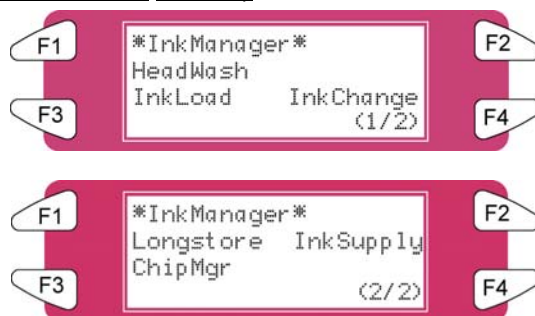 F1
*InkManager*
F2
HeadWash
F3
InkLoad InkChange
F4
(1/2)
F1
*InkManager*
F2
Longstore InkSupply
F3
ChipMgr
F4
(2/2)